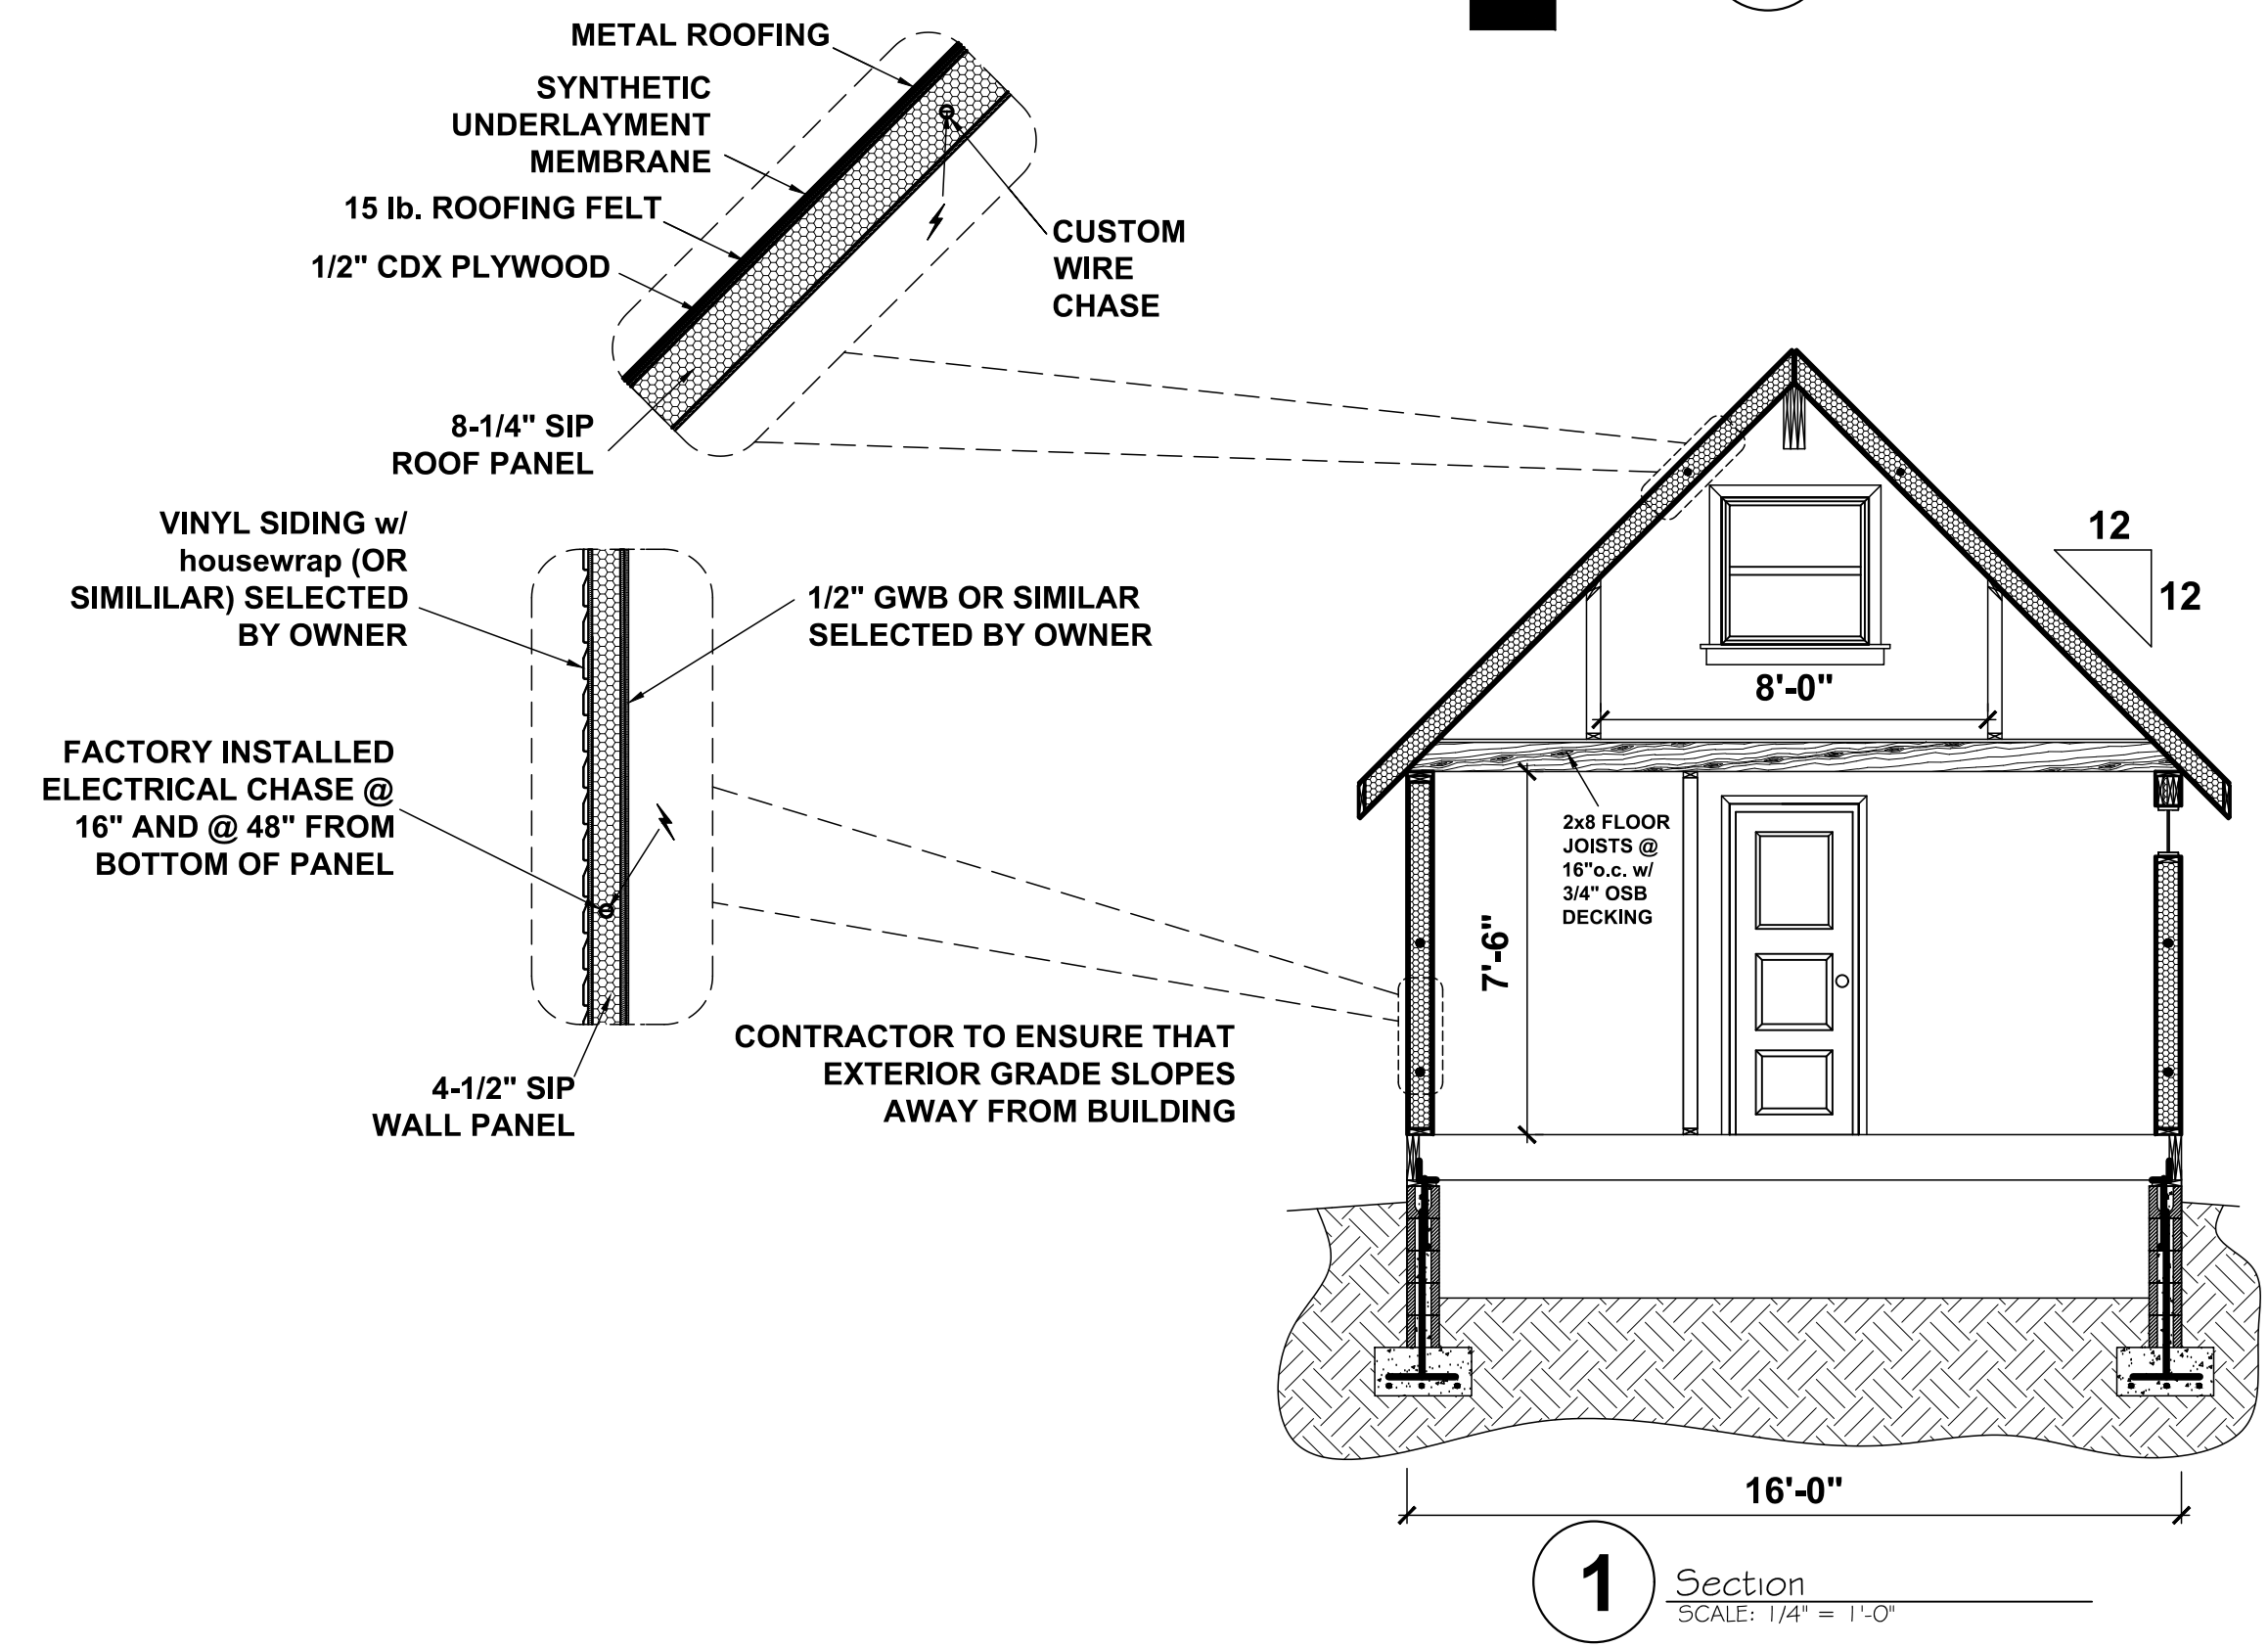 METAL ROOFING
SYNTHETIC
UNDERLAYMENT
MEMBRANE
15 lb. ROOFING FELT
1/2" CDX PLYWOOD
CUSTOM
WIRE
CHASE
8-1/4" SIP
ROOF PANEL
VINYL SIDING w/
housewrap (OR
SIMILILAR) SELECTED
BY OWNER
1/2" GWB OR SIMILAR
SELECTED BY OWNER
FACTORY INSTALLED
ELECTRICAL CHASE @
16" AND @ 48" FROM
BOTTOM OF PANEL
4-1/2" SIP
WALL PANEL
CONTRACTOR TO ENSURE THAT
EXTERIOR GRADE SLOPES
AWAY FROM BUILDING
12
12
8'-0"
2x8 FLOOR
JOISTS @
16"o.c. w/
3/4" OSB
DECKING
7'-6"
16'-0"
1
Section
SCALE: 1/4" = 1'-0"